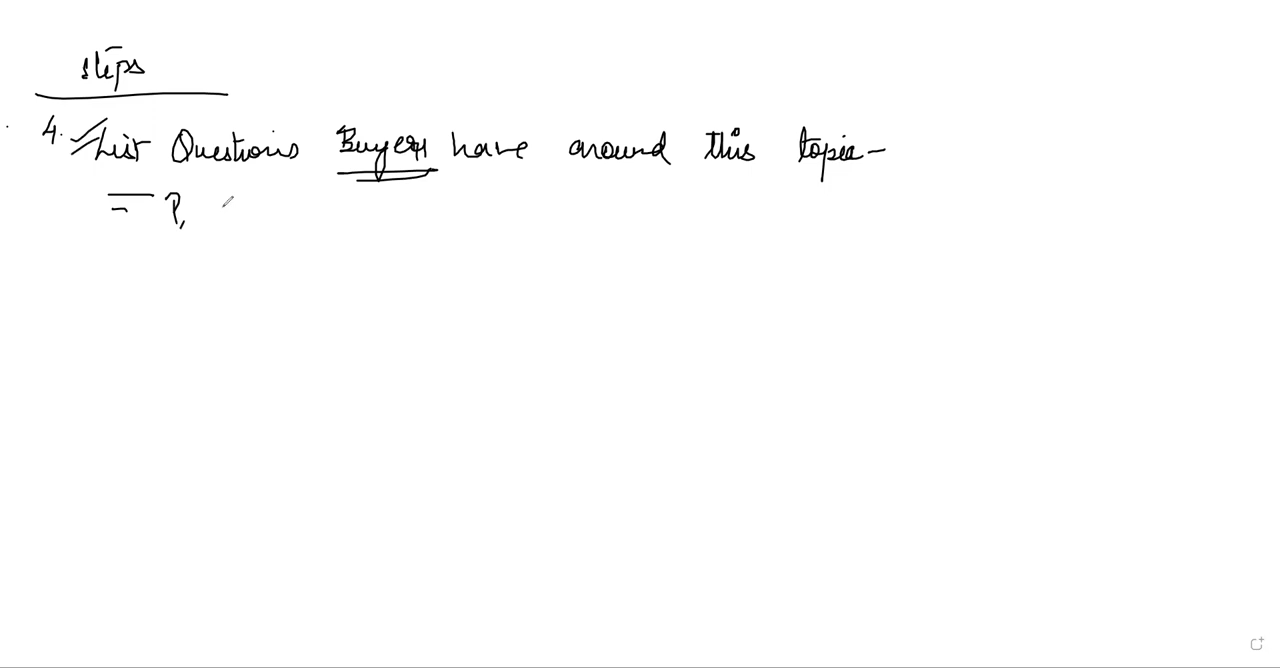 steps
4. List Questions Buyers have around this topic-
= P,